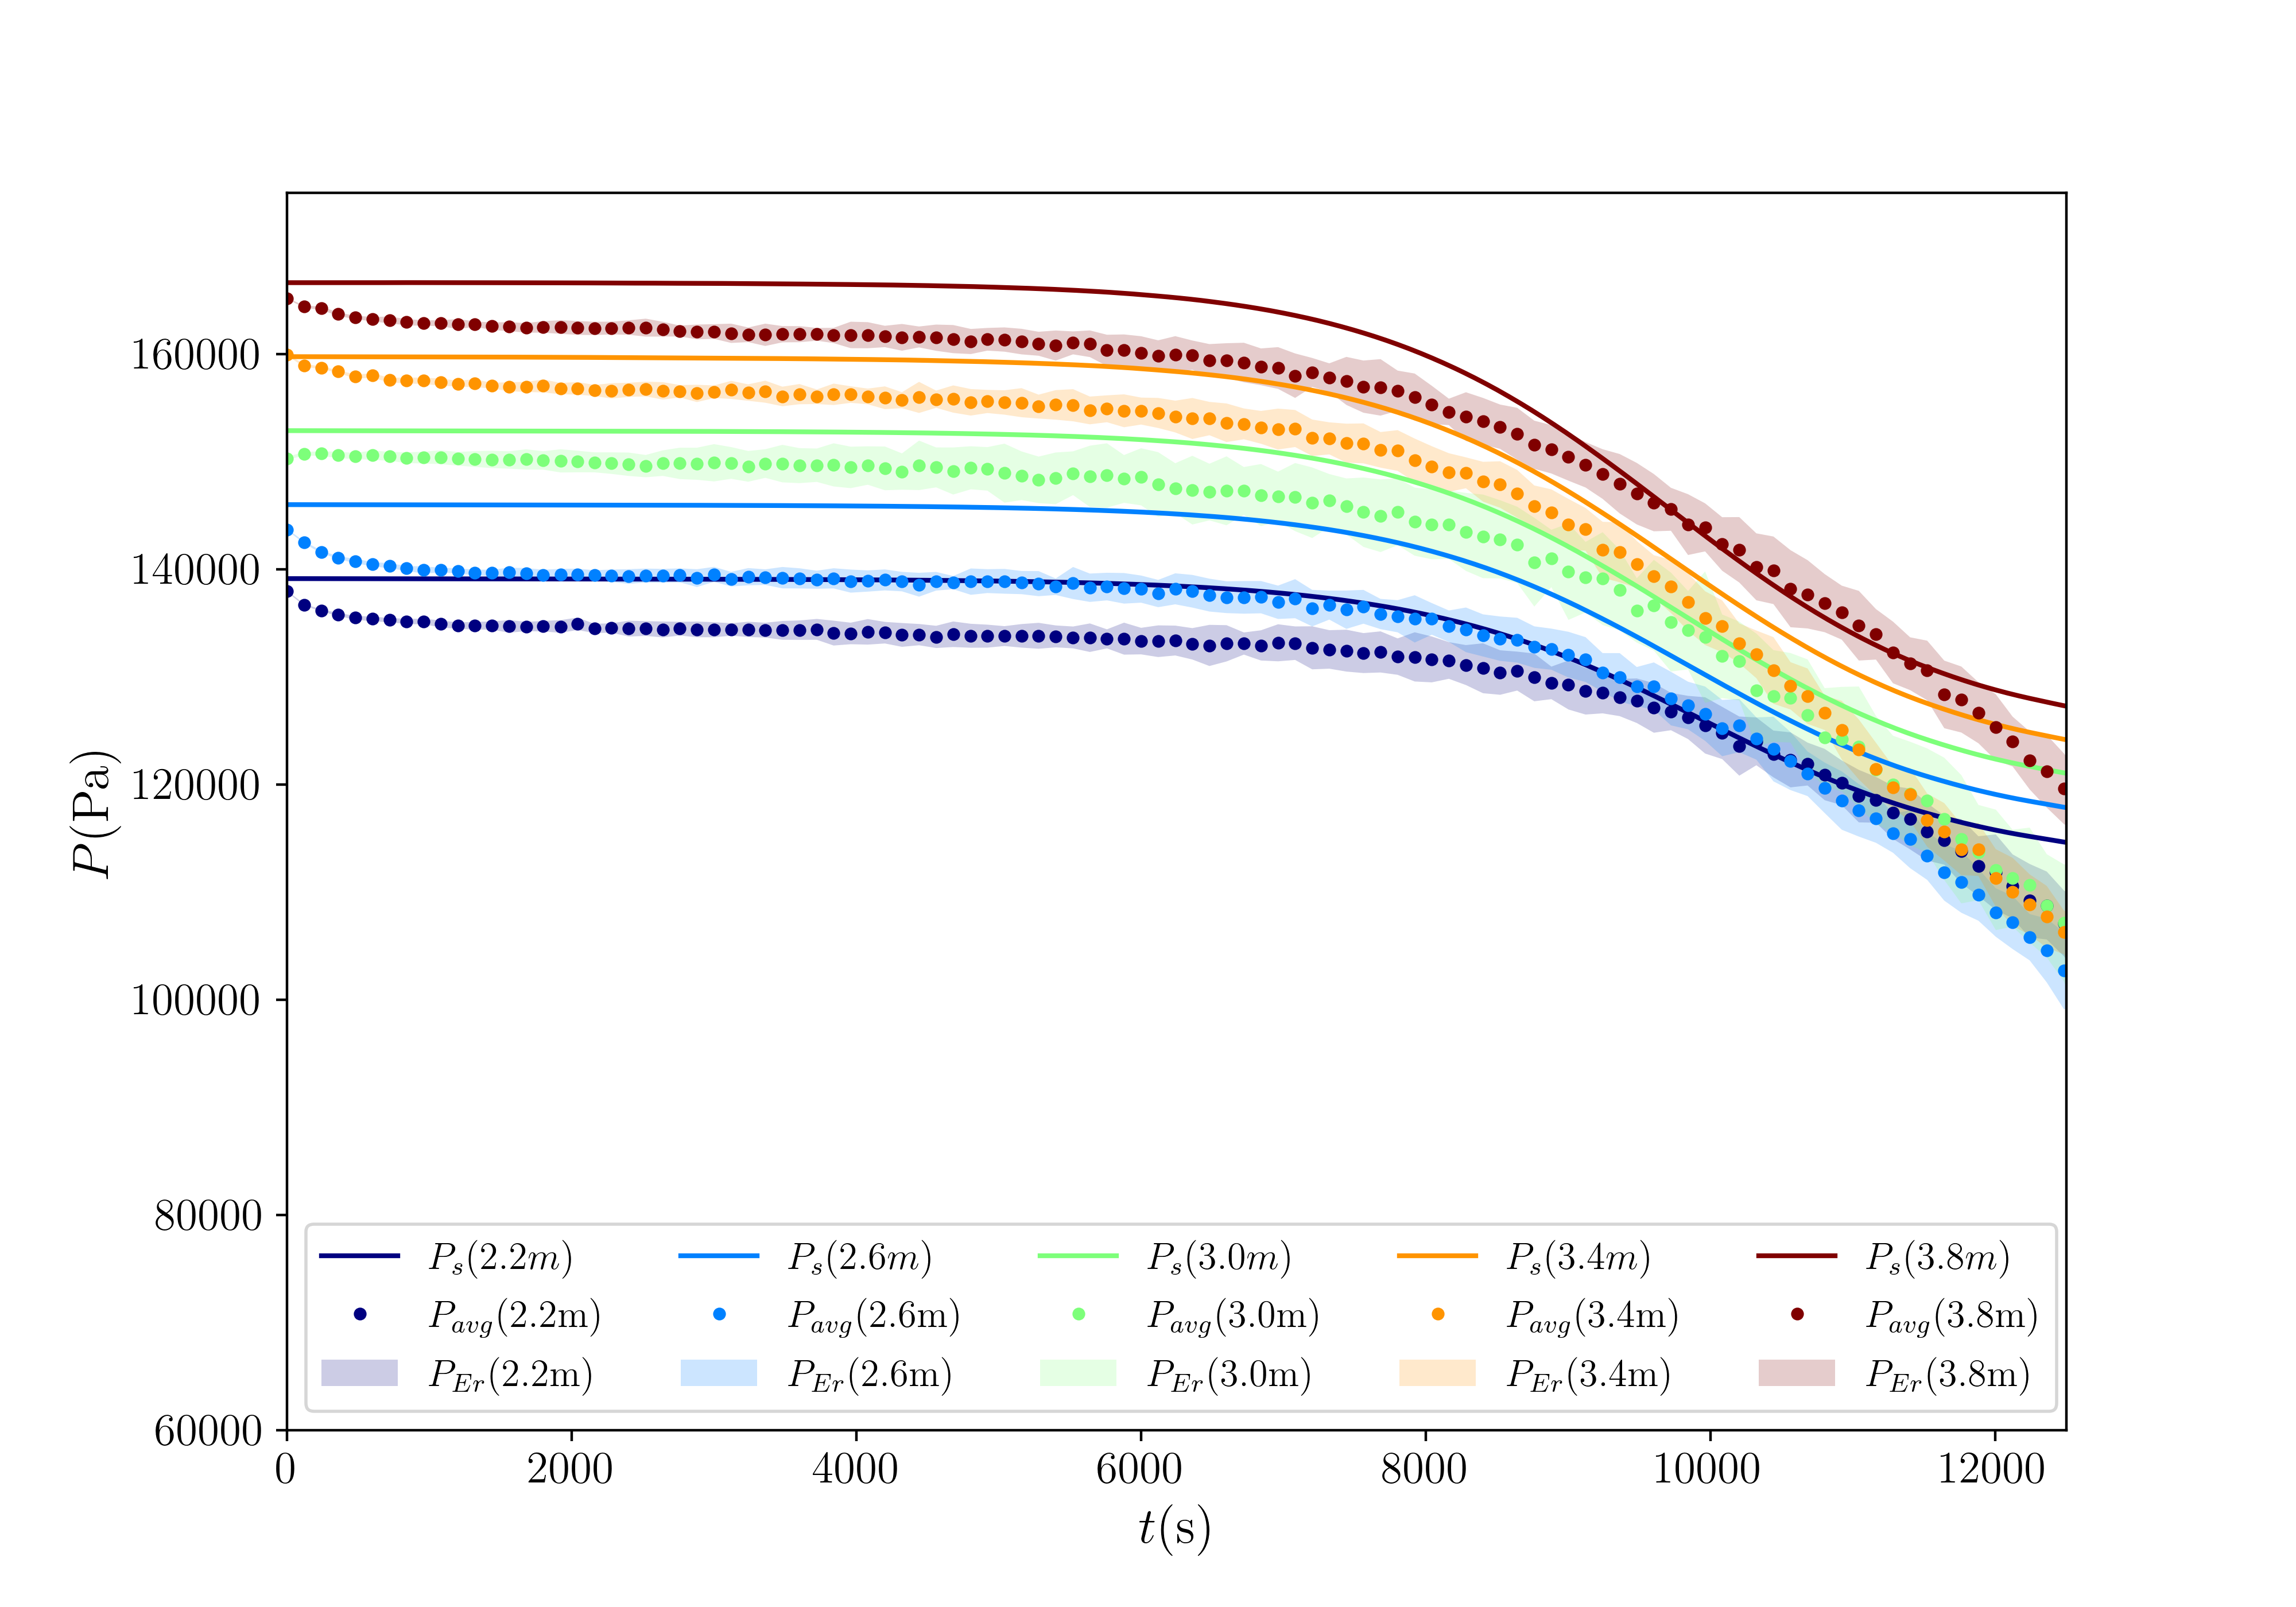 160000
140000
120000
100000
80000
60000
P(Pa)
P_s(2.2m) P_s(2.6m) P_s(3.0m) P_s(3.4m) P_s(3.8m)
P_avg(2.2m) P_avg(2.6m) P_avg(3.0m) P_avg(3.4m) P_avg(3.8m)
P_Er(2.2m) P_Er(2.6m) P_Er(3.0m) P_Er(3.4m) P_Er(3.8m)
0 2000 4000 6000 8000 10000 12000
t(s)